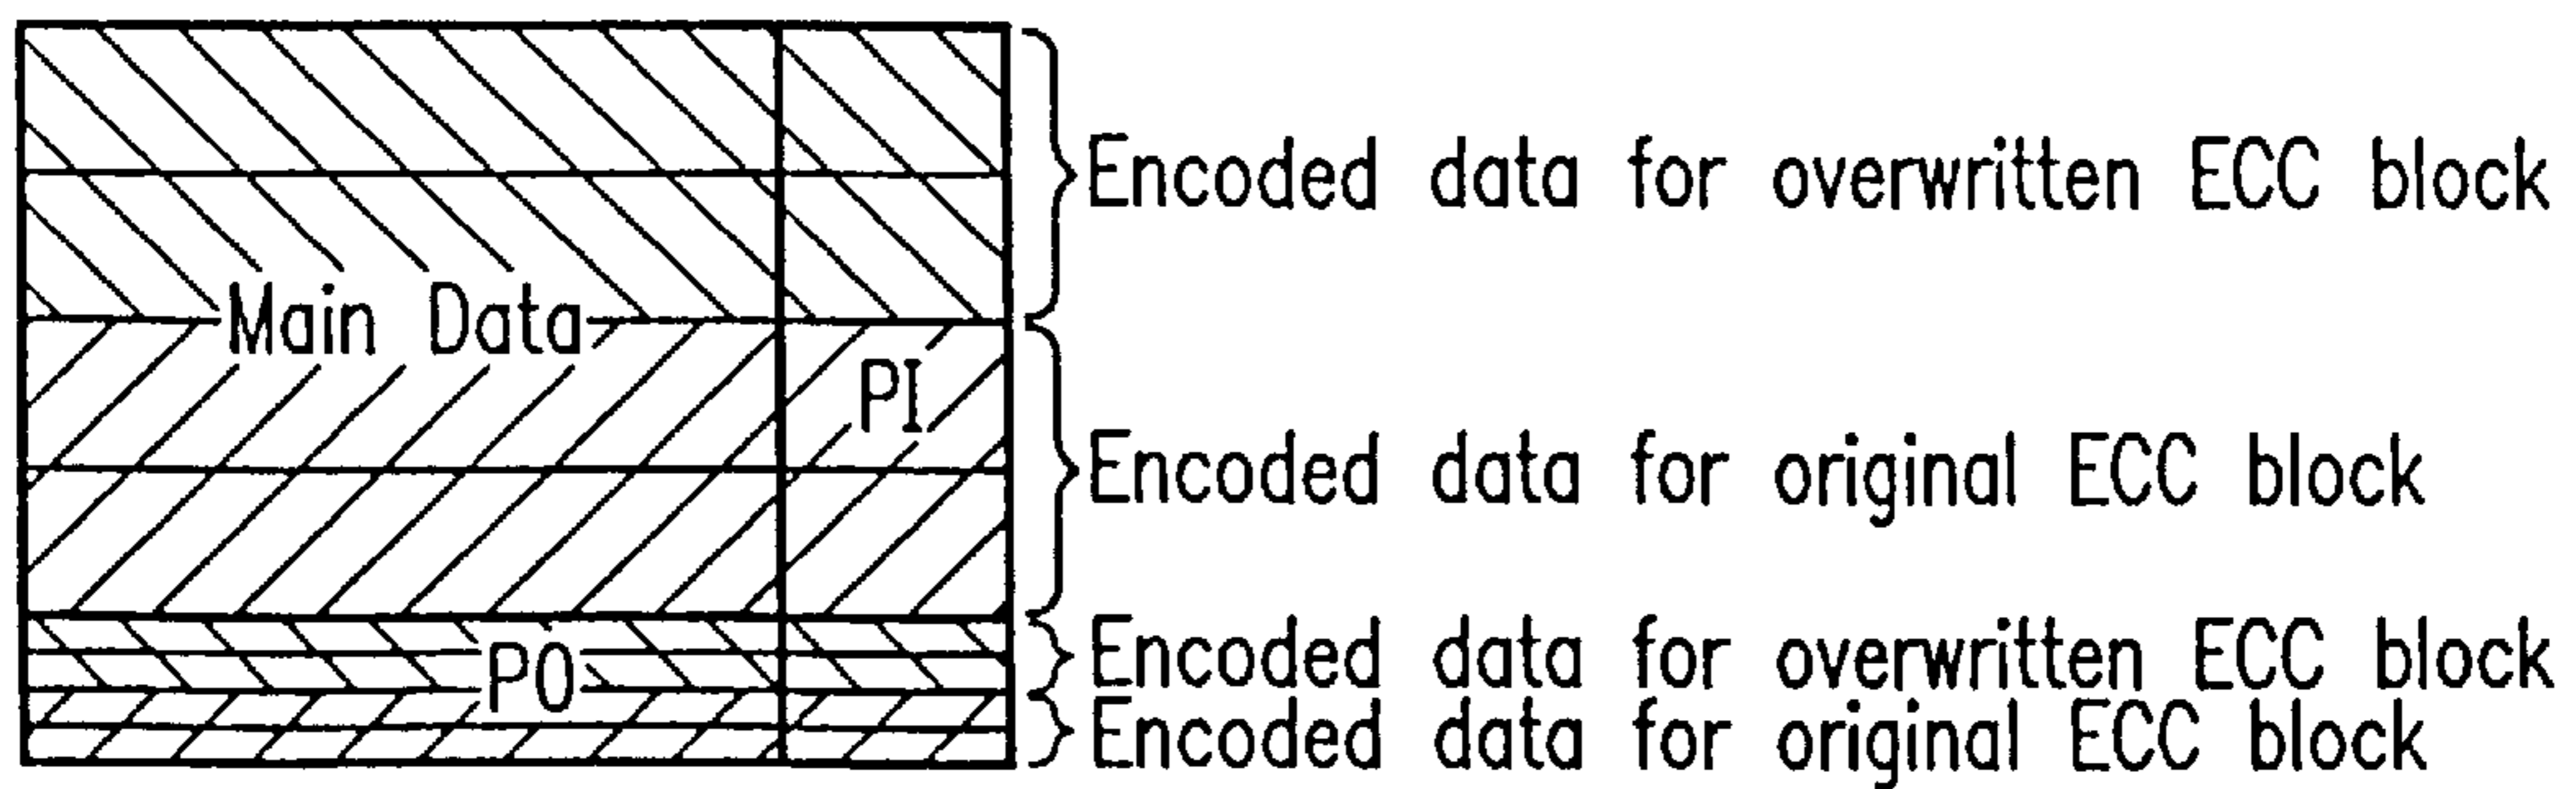 Encoded data for overwritten ECC block
Main Data
PI
Encoded data for original ECC block
PO
Encoded data for overwritten ECC block
Encoded data for original ECC block